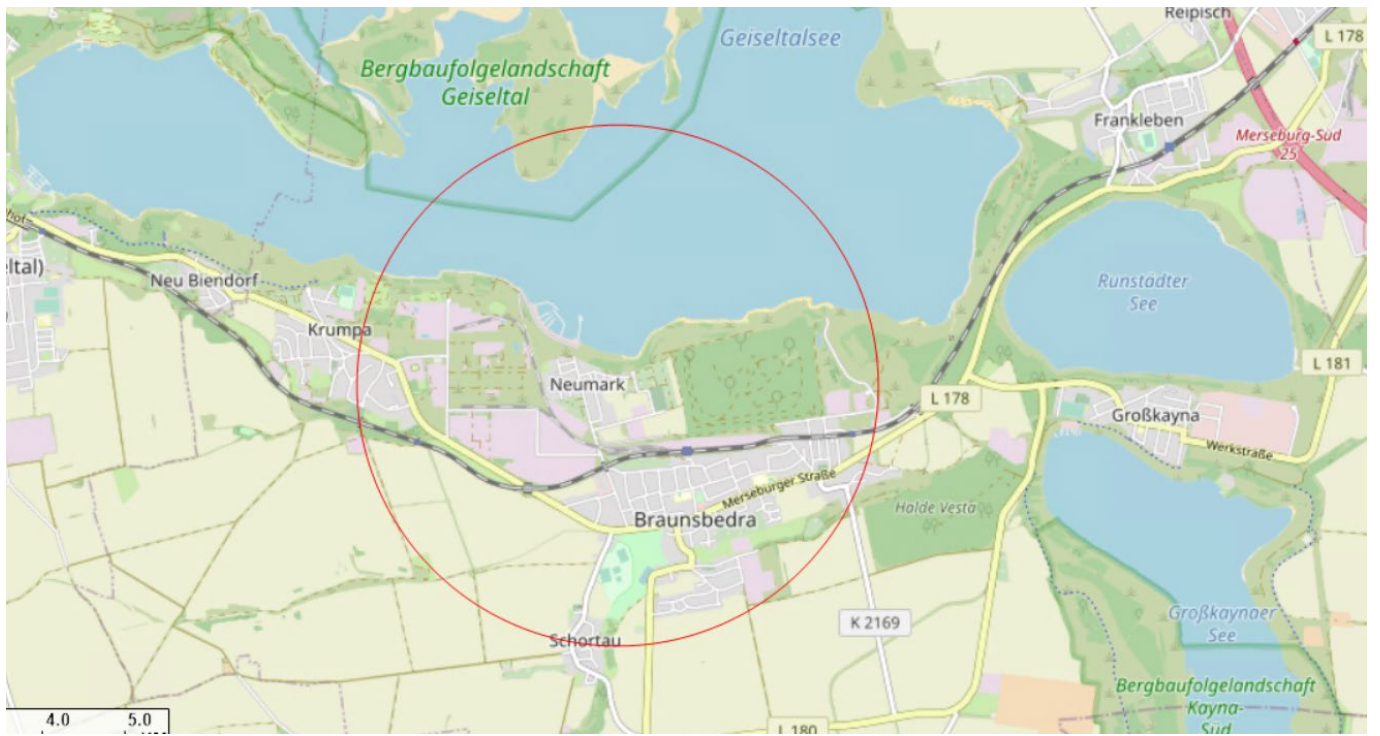 Reipisch
L 178
Geiseltalsee
Bergbaufolgelandschaft
Geiseltal
Frankleben
Merseburg-Süd
25
Neu Biendorf
Runstädter
See
Krumpa
L 181
Neumark
L 178
Großkayna
Werkstraße
Merseburger Straße
Halde Vesta
Braunsbedra
Großkaynaer
See
K 2169
Schortau
Bergbaufolgelandschaft
Kayna-
Süd
4.0 5.0
L 180